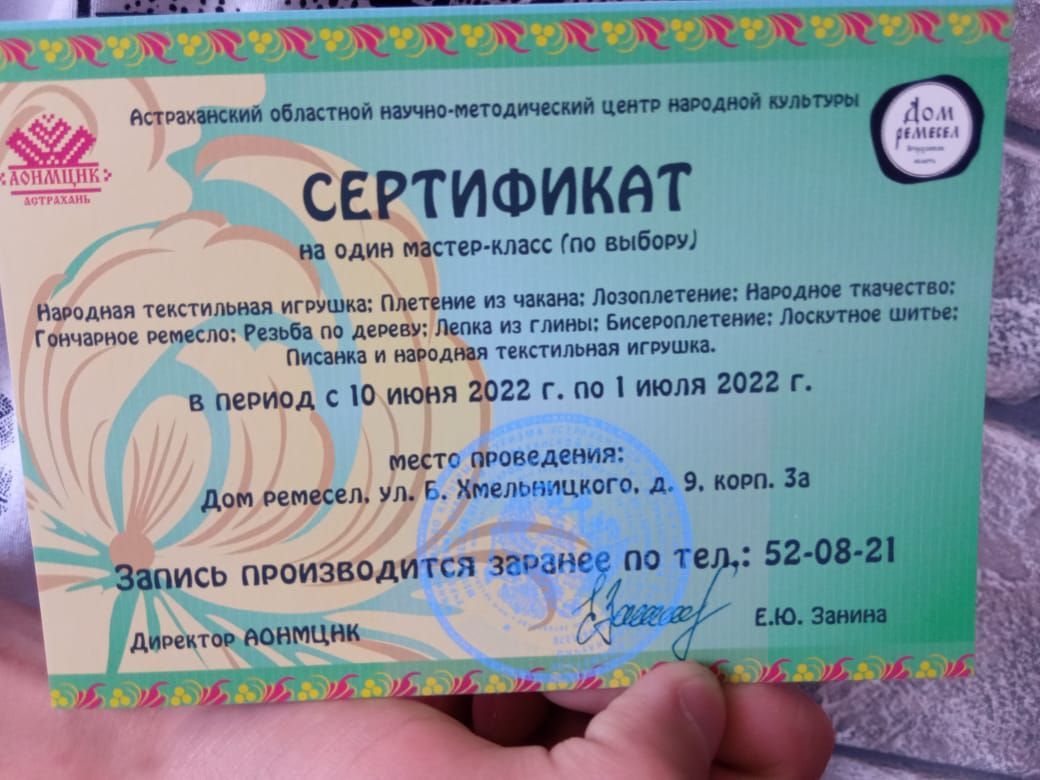 Астраханский областной научно-методический центр народной культуры
АОНМЦНК
АСТРАХАНЬ
Дом
ремесел
СЕРТИФИКАТ
на один мастер-класс (по выбору)
Народная текстильная игрушка; Плетение из чакана; Лозоплетение; Народное ткачество;
Гончарное ремесло; Резьба по дереву; Лепка из глины; Бисероплетение; Лоскутное шитье;
Писанка и народная текстильная игрушка.
в период с 10 июня 2022 г. по 1 июля 2022 г.
место проведения:
Дом ремесел, ул. Б. Хмельницкого, д. 9, корп. 3а
Запись производится заранее по тел.: 52-08-21
Директор АОНМЦНК
Е.Ю. Занина